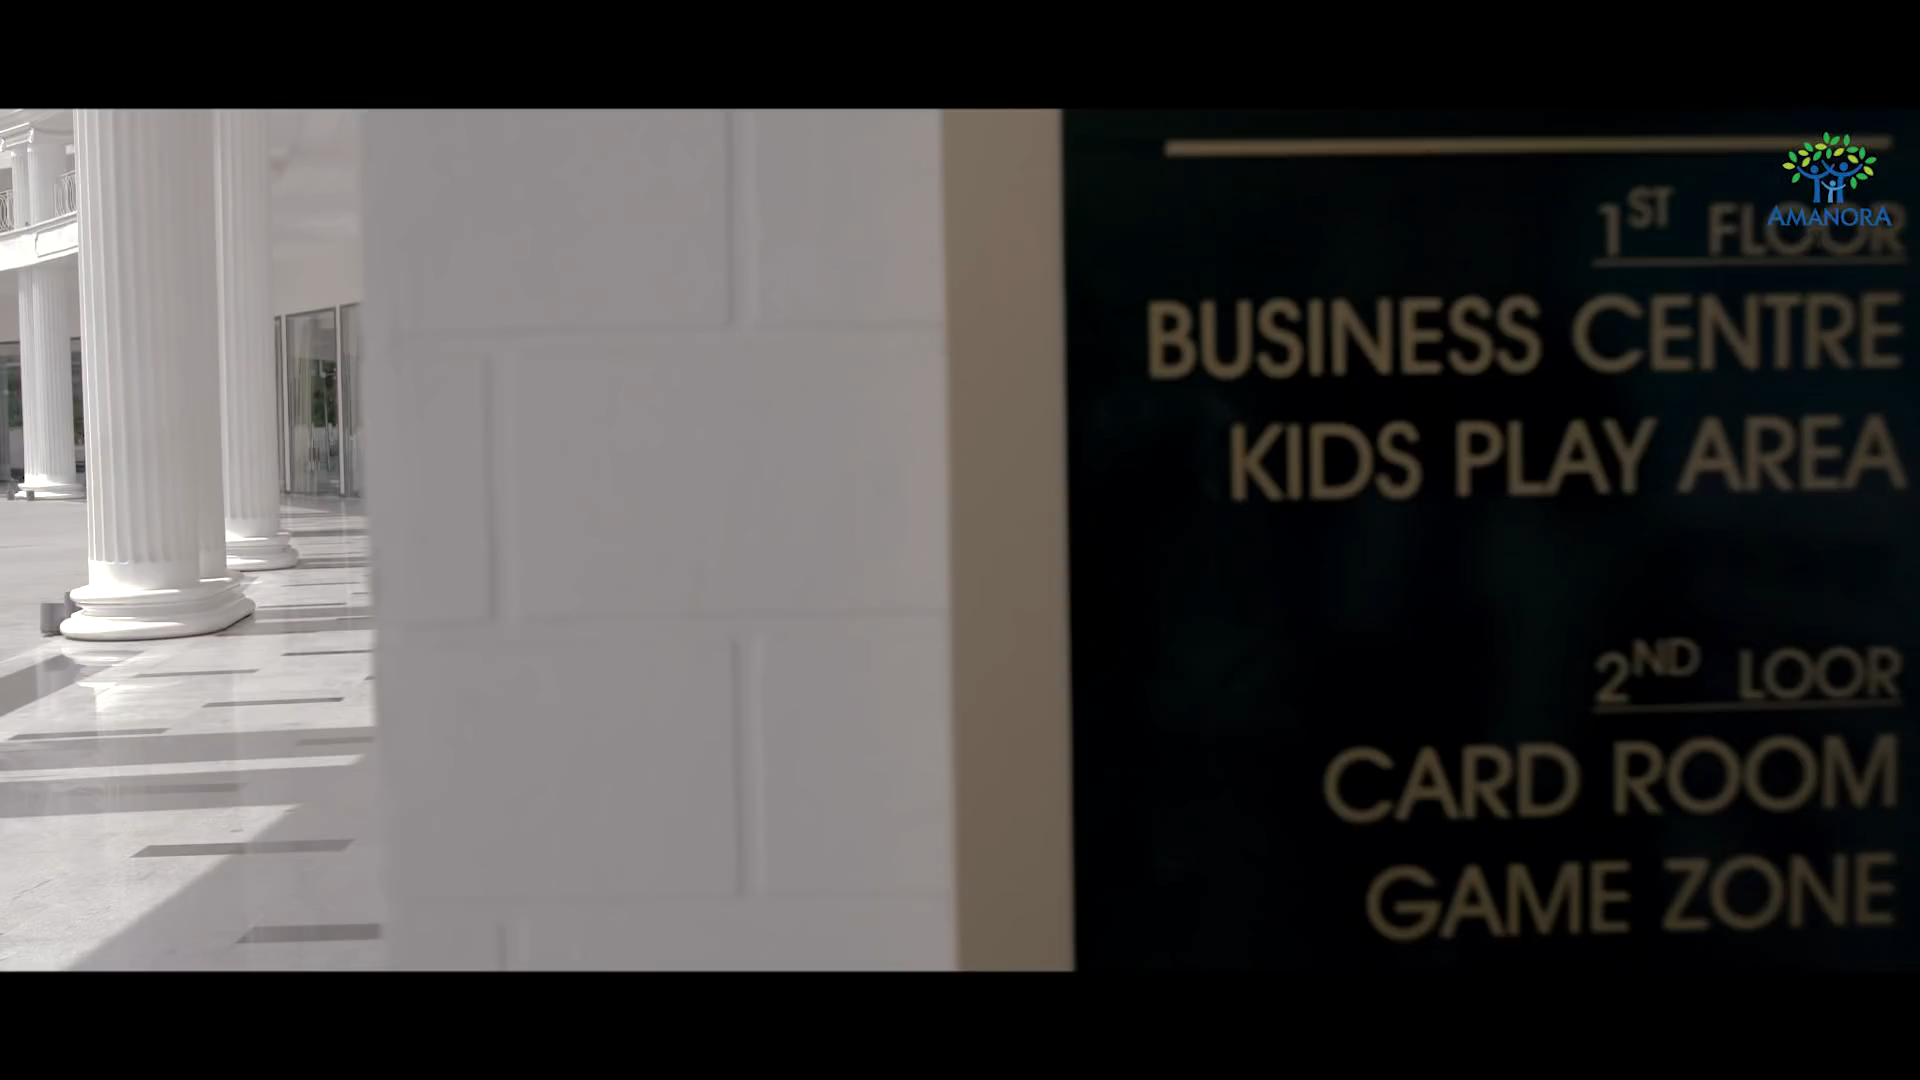 AMANORA
1ST FLOOR
BUSINESS CENTRE
KIDS PLAY AREA
2ND LOOR
CARD ROOM
GAME ZONE